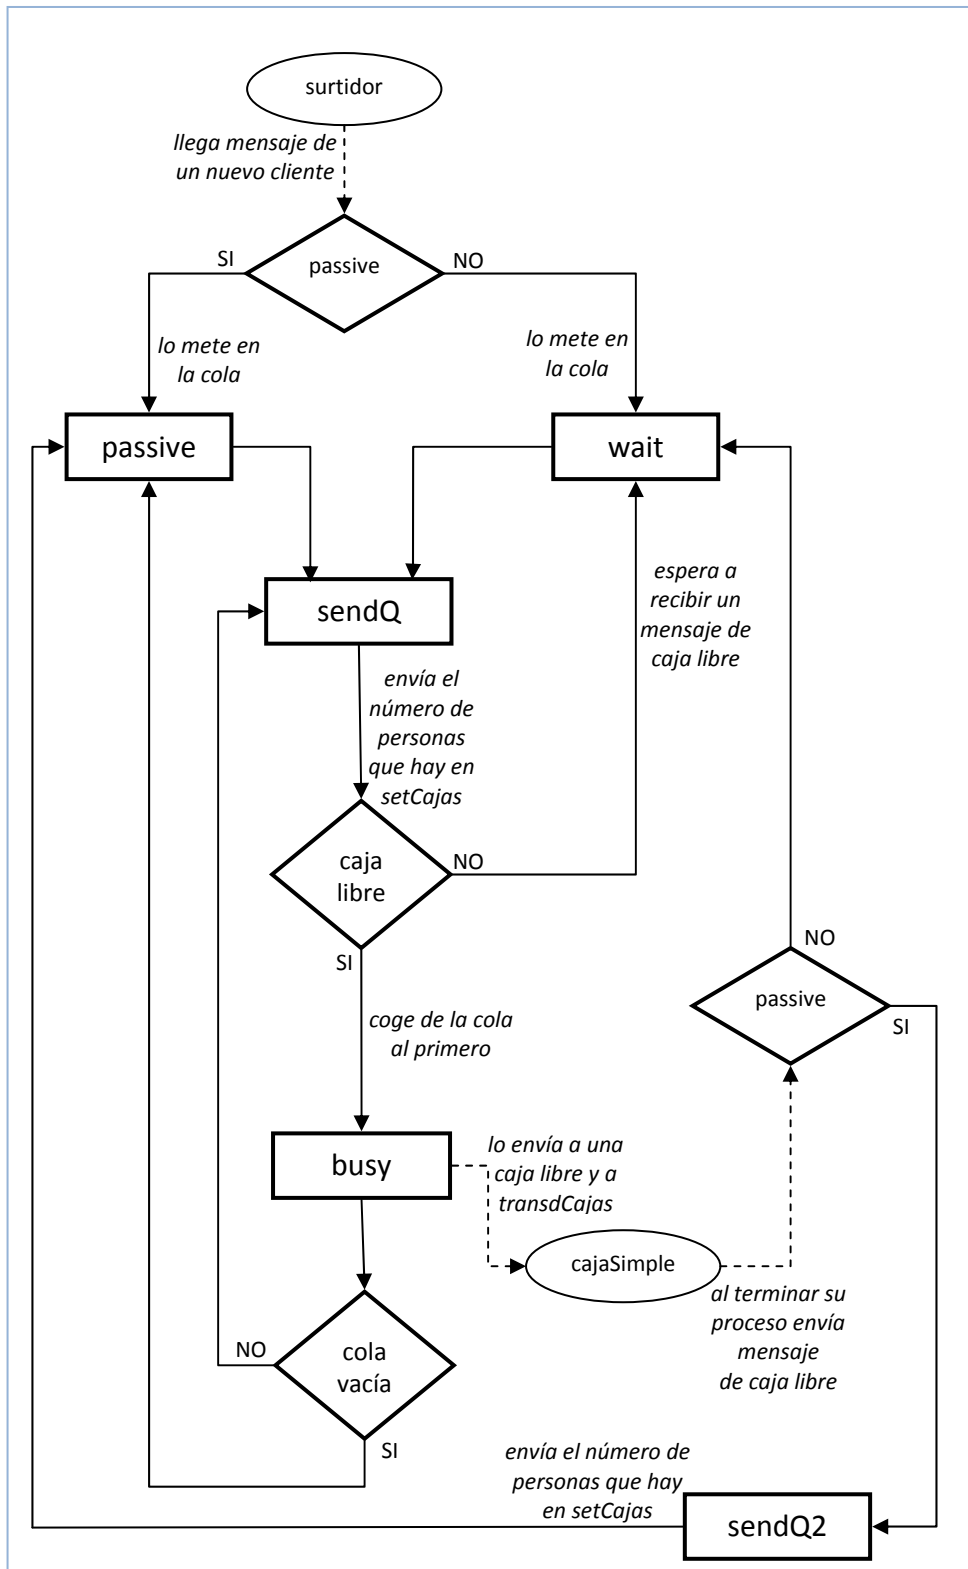 surtidor
llega mensaje de
un nuevo cliente
SI
passive
NO
lo mete en
la cola
lo mete en
la cola
passive
wait
sendQ
espera a
recibir un
mensaje de
caja libre
envía el
número de
personas
que hay en
setCajas
caja
libre
NO
SI
NO
passive
SI
coge de la cola
al primero
busy
lo envía a una
caja libre y a
transdCajas
cajaSimple
al terminar su
proceso envía
mensaje
de caja libre
NO
cola
vacía
SI
envía el número de
personas que hay
en setCajas
sendQ2